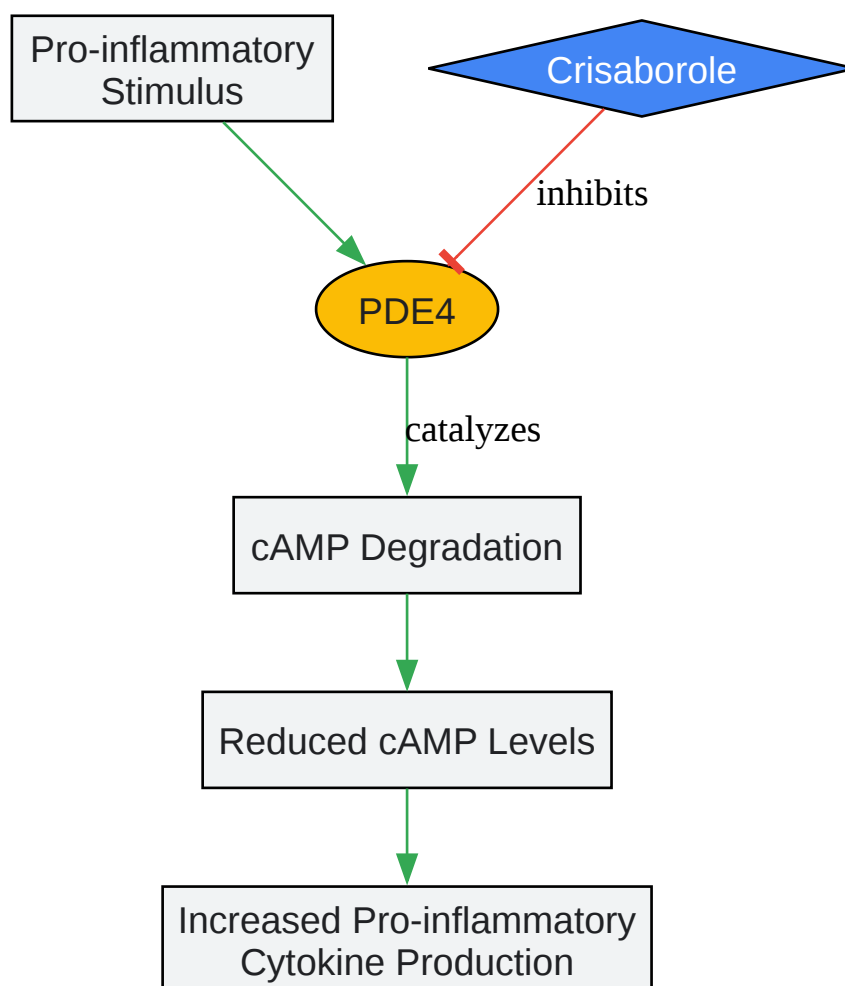 Pro-inflammatory
Stimulus
Crisaborole
inhibits
PDE4
catalyzes
cAMP Degradation
Reduced cAMP Levels
Increased Pro-inflammatory
Cytokine Production